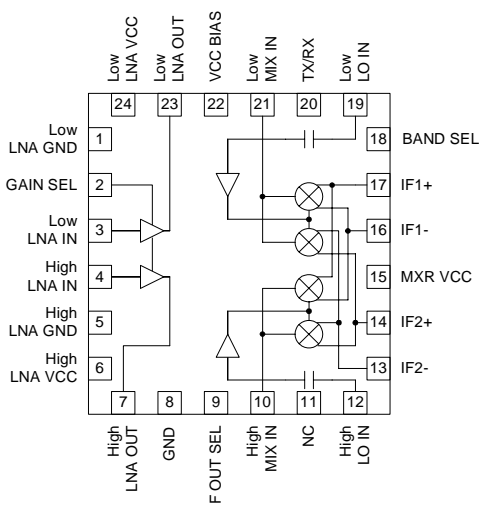 Low
LNA VCC
Low
LNA OUT
VCC BIAS
Low
MIX IN
TX/RX
Low
LO IN
24
23
22
21
20
19
Low
LNA GND
1
GAIN SEL
2
Low
LNA IN
3
High
LNA IN
4
High
LNA GND
5
High
LNA VCC
6
18
BAND SEL
17
IF1+
16
IF1-
15
MXR VCC
14
IF2+
13
IF2-
7
8
9
10
11
12
High
LNA OUT
GND
F OUT SEL
High
MIX IN
NC
High
LO IN